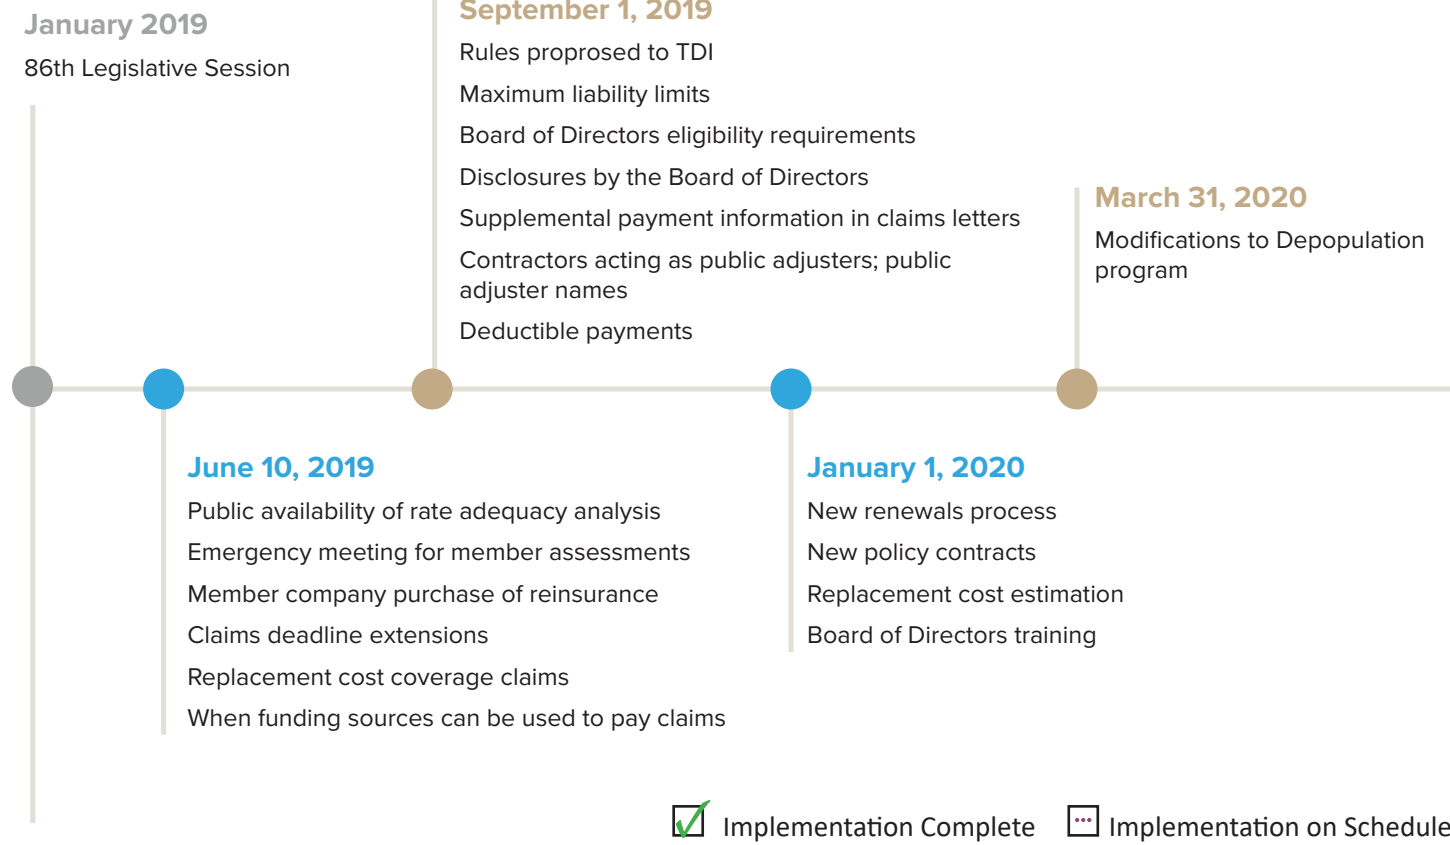 January 2019
86th Legislative Session
September 1, 2019
Rules proprosed to TDI
Maximum liability limits
Board of Directors eligibility requirements
Disclosures by the Board of Directors
Supplemental payment information in claims letters
Contractors acting as public adjusters; public
adjuster names
Deductible payments
March 31, 2020
Modifications to Depopulation
program
June 10, 2019
Public availability of rate adequacy analysis
Emergency meeting for member assessments
Member company purchase of reinsurance
Claims deadline extensions
Replacement cost coverage claims
When funding sources can be used to pay claims
January 1, 2020
New renewals process
New policy contracts
Replacement cost estimation
Board of Directors training
Implementation Complete
Implementation on Schedule